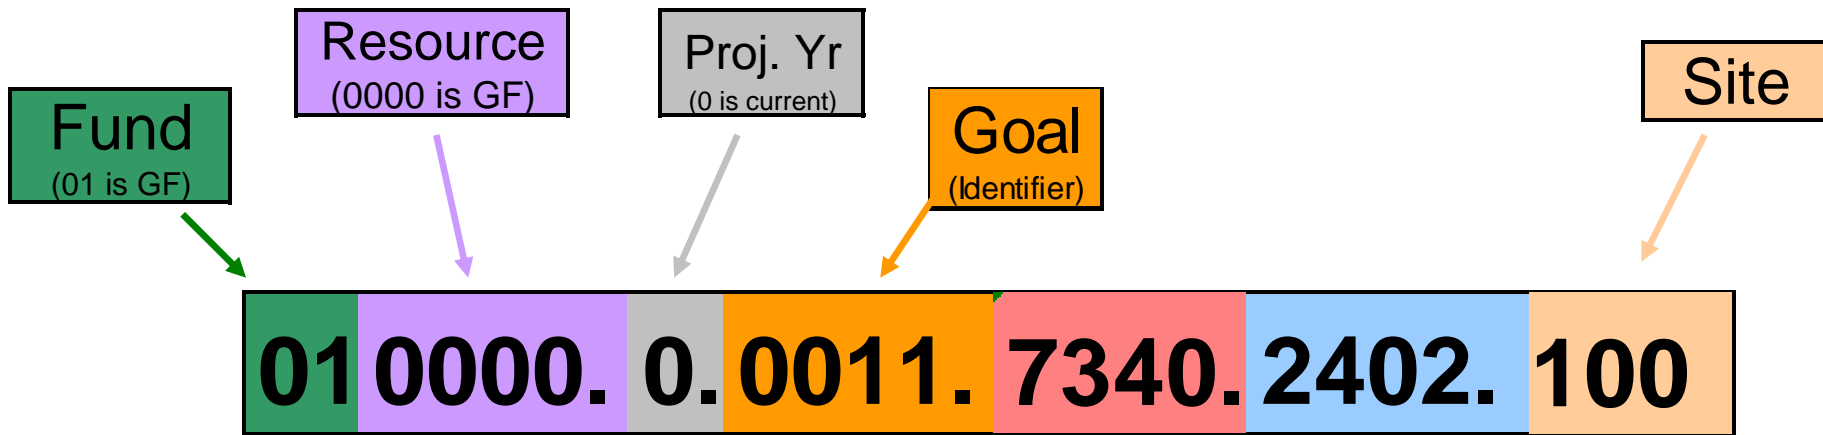 Resource
(0000 is GF)
Proj. Yr
(0 is current)
Site
Fund
(01 is GF)
Goal
(Identifier)
01 0000. 0. 0011. 7340. 2402. 100